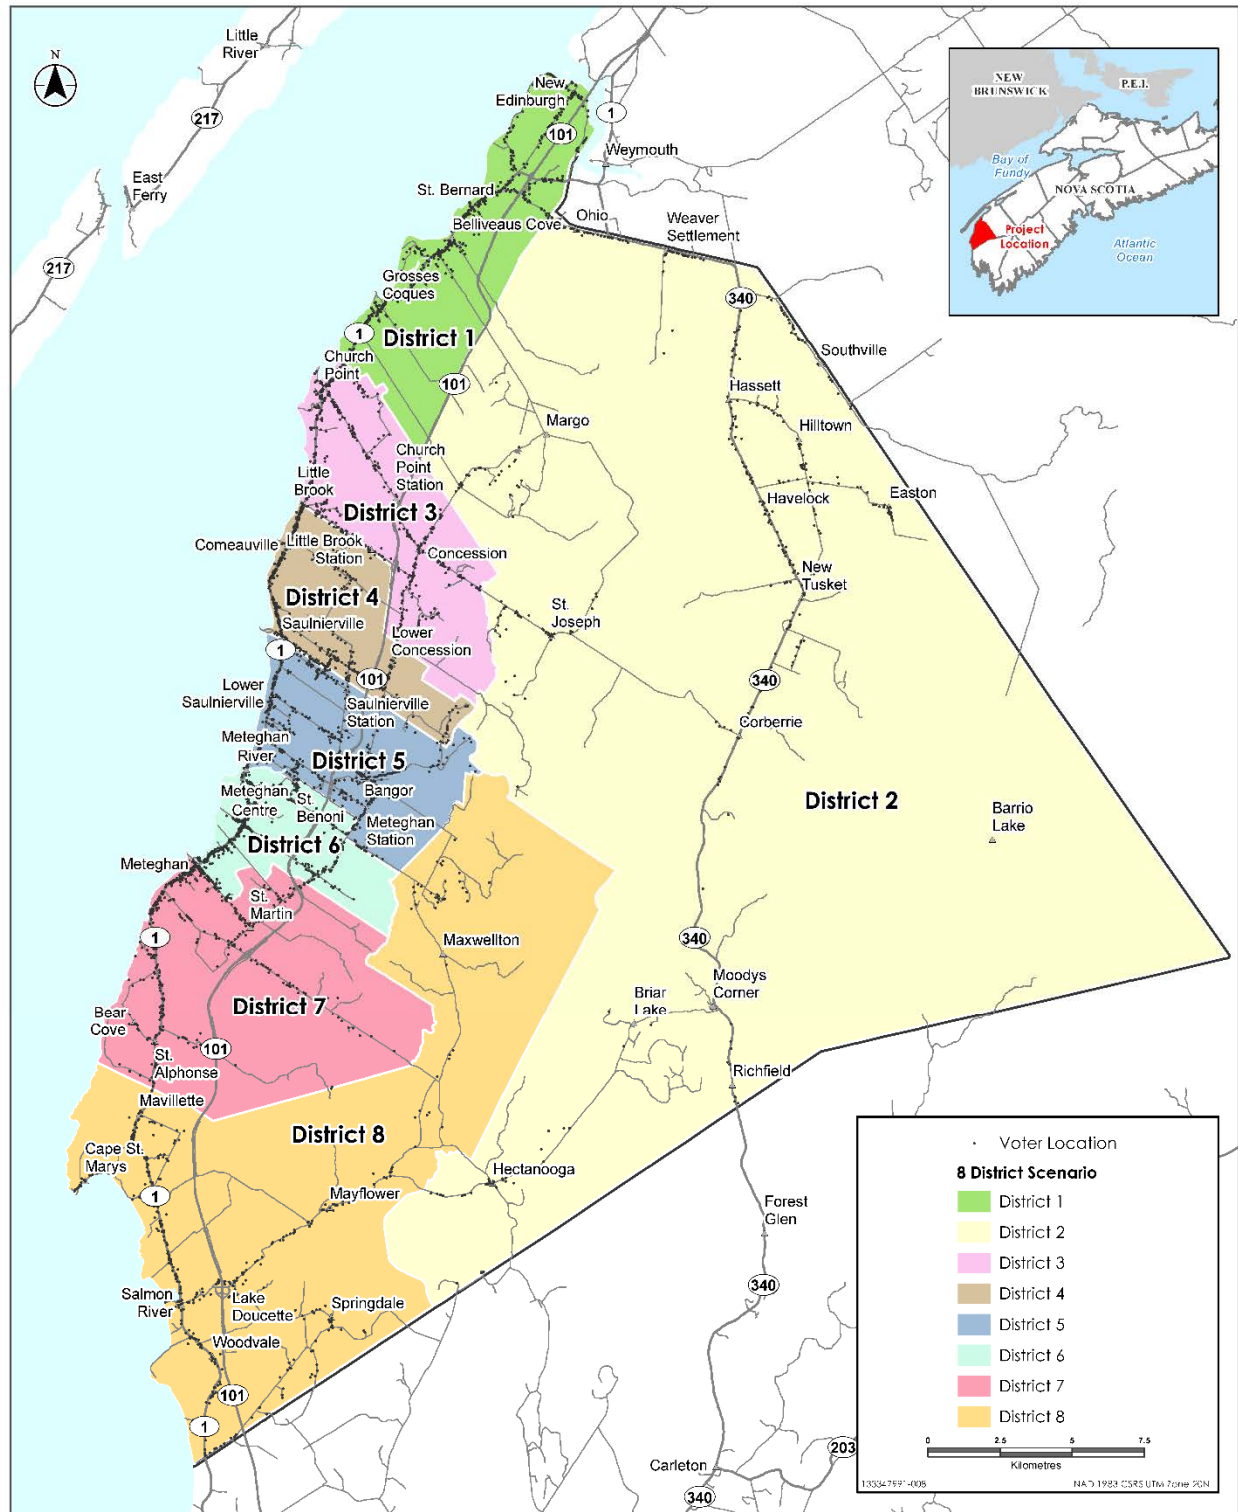 Little
River
N
217
East
Ferry
217
New
Edinburgh
101
1
Weymouth
St. Bernard
Belliveaus Cove
Ohio
Weaver
Settlement
Grosses
Coques
340
1
District 1
Southville
Church
Point
101
Hassett
Margo
Hilltown
Church
Point
Station
Little
Brook
Havelock
Easton
District 3
Comeauville
Little Brook
Station
Concession
New
Tusket
District 4
St.
Joseph
Saulnierville
Lower
Concession
1
101
340
Lower
Saulnierville
Saulnierville
Station
Corberrie
Meteghan
River
District 5
Bangor
Meteghan
Centre
St.
Benoni
District 2
Barrio
Lake
Meteghan
Station
District 6
Meteghan
St.
Martin
1
Maxwellton
340
Moodys
Corner
Briar
Lake
District 7
Bear
Cove
101
St.
Alphonse
Richfield
Mavillette
District 8
Cape St.
Marys
Hectanooga
1
Mayflower
Forest
Glen
340
Salmon
River
Lake
Doucette
Springdale
Woodvale
101
1
203
Carleton
340
NEW
BRUNSWICK
P.E.I.
Bay of
Fundy
NOVA SCOTIA
Project
Location
Atlantic
Ocean
Voter Location
8 District Scenario
District 1
District 2
District 3
District 4
District 5
District 6
District 7
District 8
0 2.5 5 7.5
Kilometres
133347991-008 NAD 1983 CSRS UTM Zone 20N